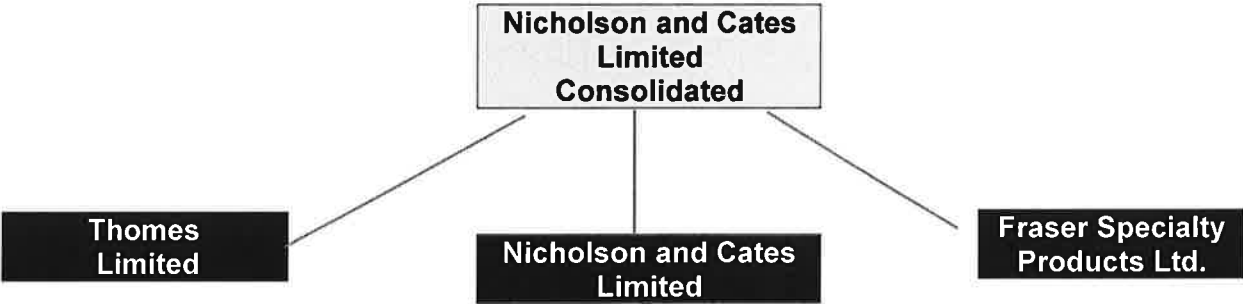 Nicholson and Cates
Limited
Consolidated
Thomes
Limited
Nicholson and Cates
Limited
Fraser Specialty
Products Ltd.